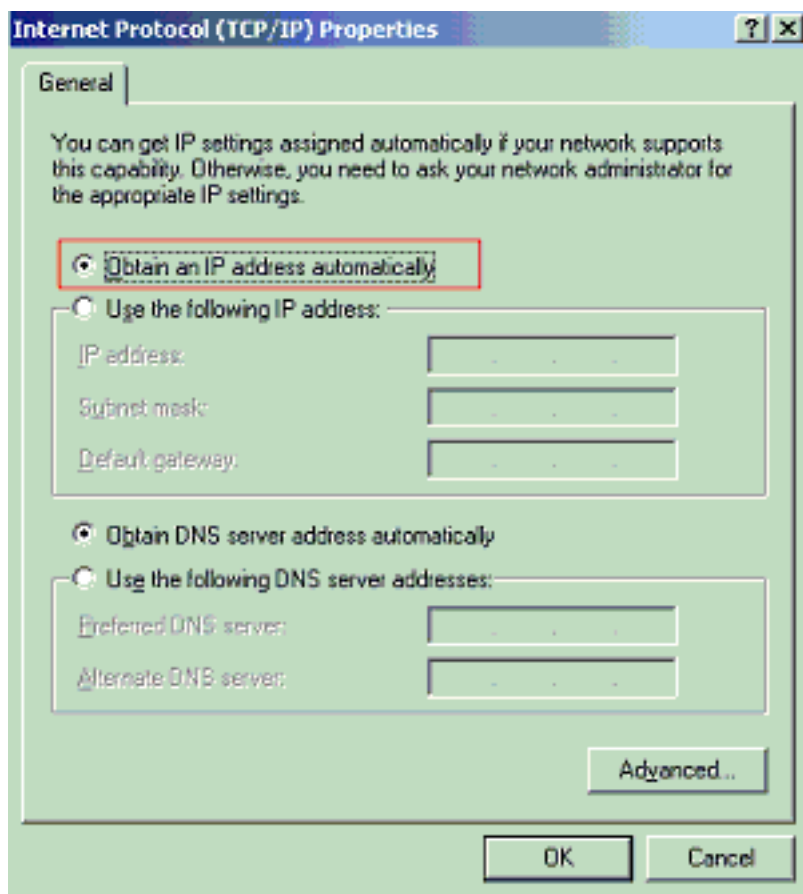 Internet Protocol (TCP/IP) Properties
General
You can get IP settings assigned automatically if your network supports
this capability. Otherwise, you need to ask your network administrator for
the appropriate IP settings.
Obtain an IP address automatically
Use the following IP address:
IP address:
Subnet mask:
Default gateway:
Obtain DNS server address automatically
Use the following DNS server addresses:
Preferred DNS server:
Alternate DNS server:
Advanced...
OK
Cancel